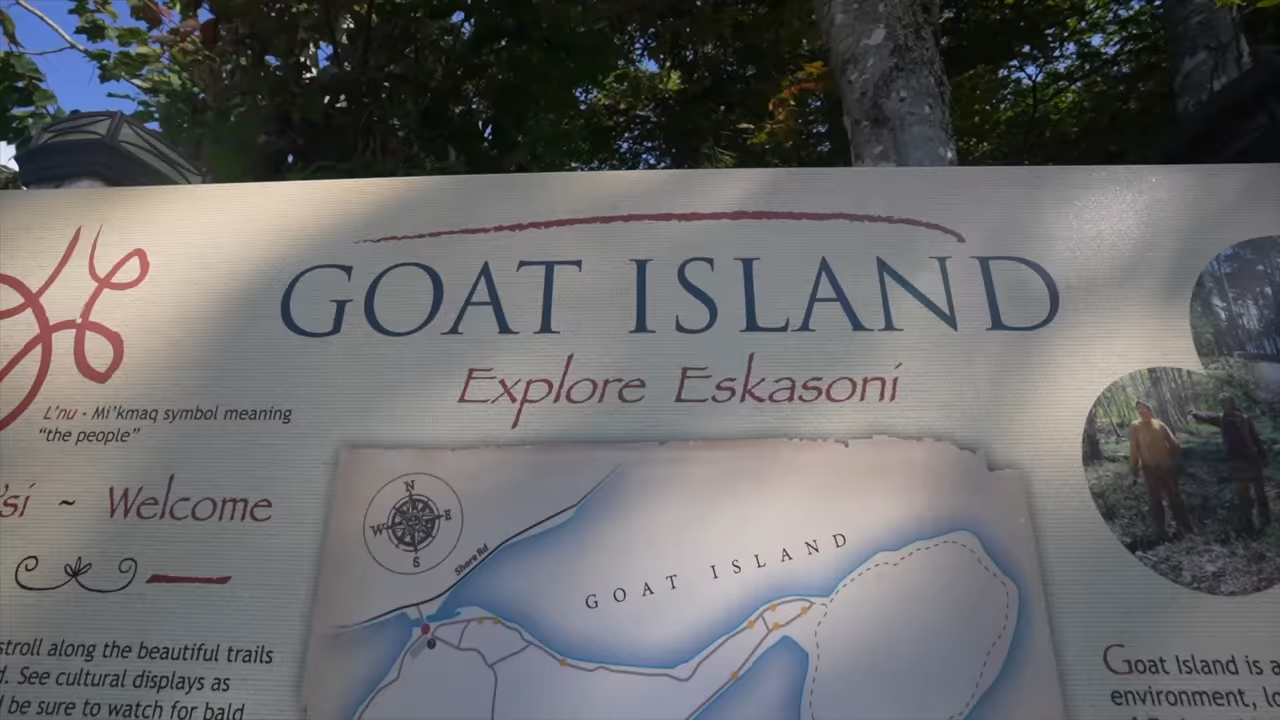 GOAT ISLAND
Explore Eskasoni
L'nu - Mi'kmaq symbol meaning
"the people"
~ Welcome
N
W E
S
Shore Rd
GOAT ISLAND
stroll along the beautiful trails
See cultural displays as
be sure to watch for bald
Goat Island is a
environment,